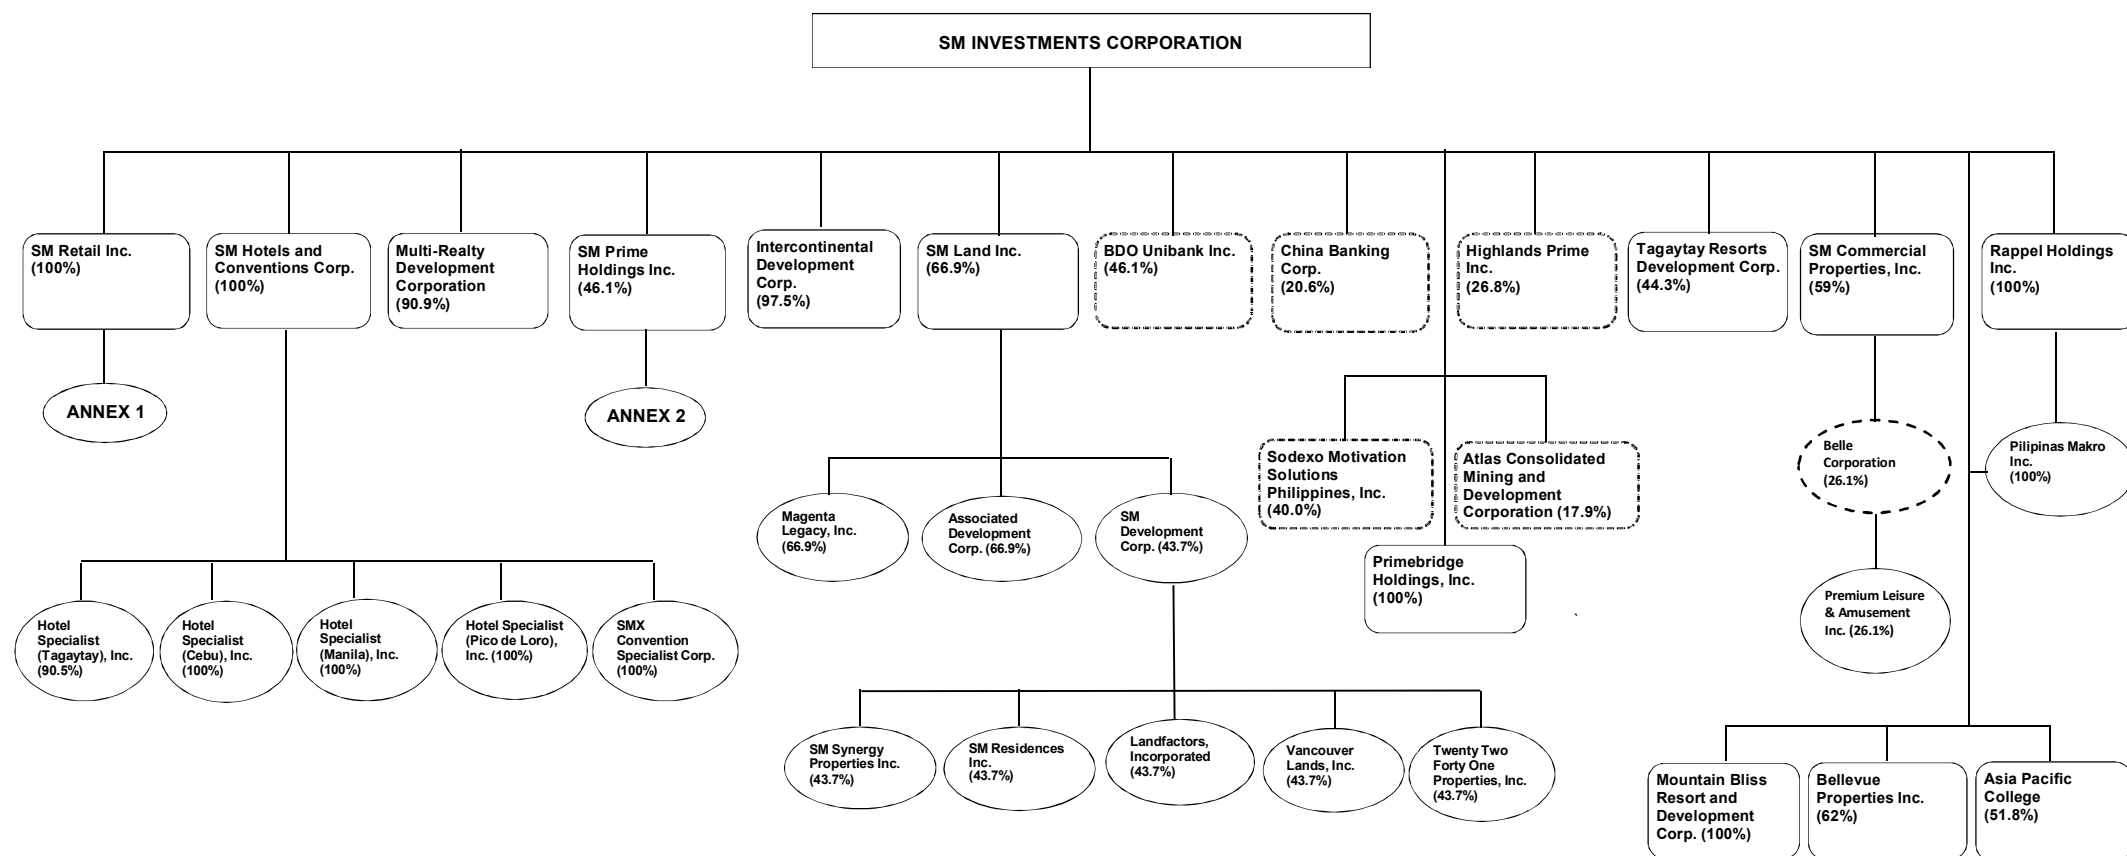 SM INVESTMENTS CORPORATION
SM Retail Inc.
(100%)
SM Hotels and
Conventions Corp.
(100%)
Multi-Realty
Development
Corporation
(90.9%)
SM Prime
Holdings Inc.
(46.1%)
Intercontinental
Development
Corp.
(97.5%)
SM Land Inc.
(66.9%)
BDO Unibank Inc.
(46.1%)
China Banking
Corp.
(20.6%)
Highlands Prime
Inc.
(26.8%)
Tagaytay Resorts
Development Corp.
(44.3%)
SM Commercial
Properties, Inc.
(59%)
Rappel Holdings
Inc.
(100%)
ANNEX 1
ANNEX 2
Sodexo Motivation
Solutions
Philippines, Inc.
(40.0%)
Atlas Consolidated
Mining and
Development
Corporation (17.9%)
Belle
Corporation
(26.1%)
Pilipinas Makro
Inc.
(100%)
Magenta
Legacy, Inc.
(66.9%)
Associated
Development
Corp. (66.9%)
SM
Development
Corp. (43.7%)
Primebridge
Holdings, Inc.
(100%)
Premium Leisure
& Amusement
Inc. (26.1%)
Hotel
Specialist
(Tagaytay), Inc.
(90.5%)
Hotel
Specialist
(Cebu), Inc.
(100%)
Hotel
Specialist
(Manila), Inc.
(100%)
Hotel Specialist
(Pico de Loro),
Inc. (100%)
SMX
Convention
Specialist Corp.
(100%)
SM Synergy
Properties Inc.
(43.7%)
SM Residences
Inc.
(43.7%)
Landfactors,
Incorporated
(43.7%)
Vancouver
Lands, Inc.
(43.7%)
Twenty Two
Forty One
Properties, Inc.
(43.7%)
Mountain Bliss
Resort and
Development
Corp. (100%)
Bellevue
Properties Inc.
(62%)
Asia Pacific
College
(51.8%)